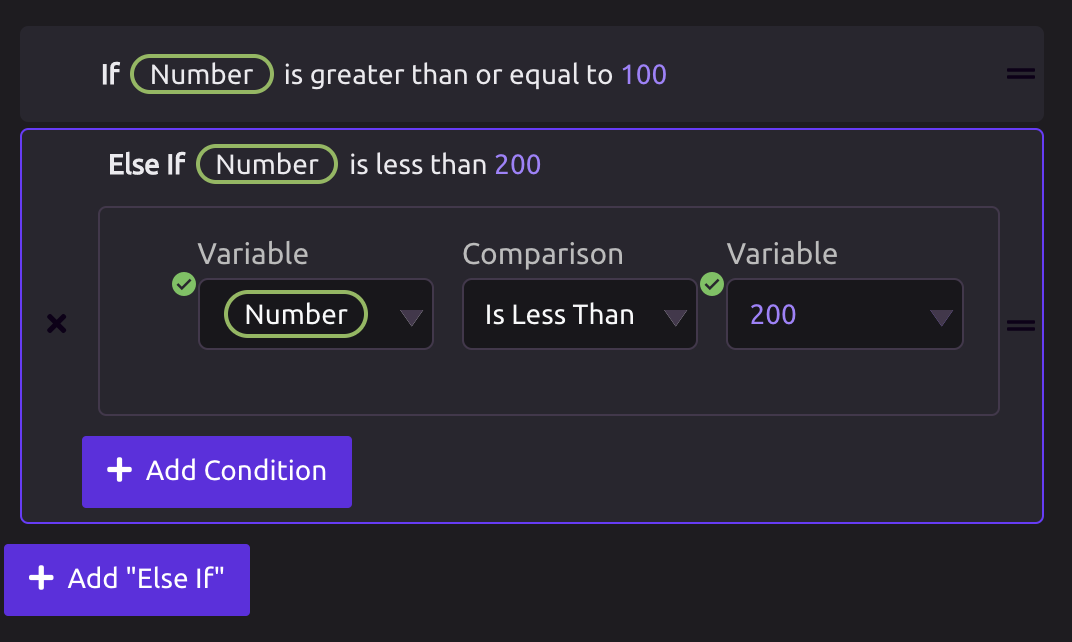 If Number is greater than or equal to 100
Else If Number is less than 200
Variable Comparison Variable
Number Is Less Than 200
Add Condition
Add "Else If"